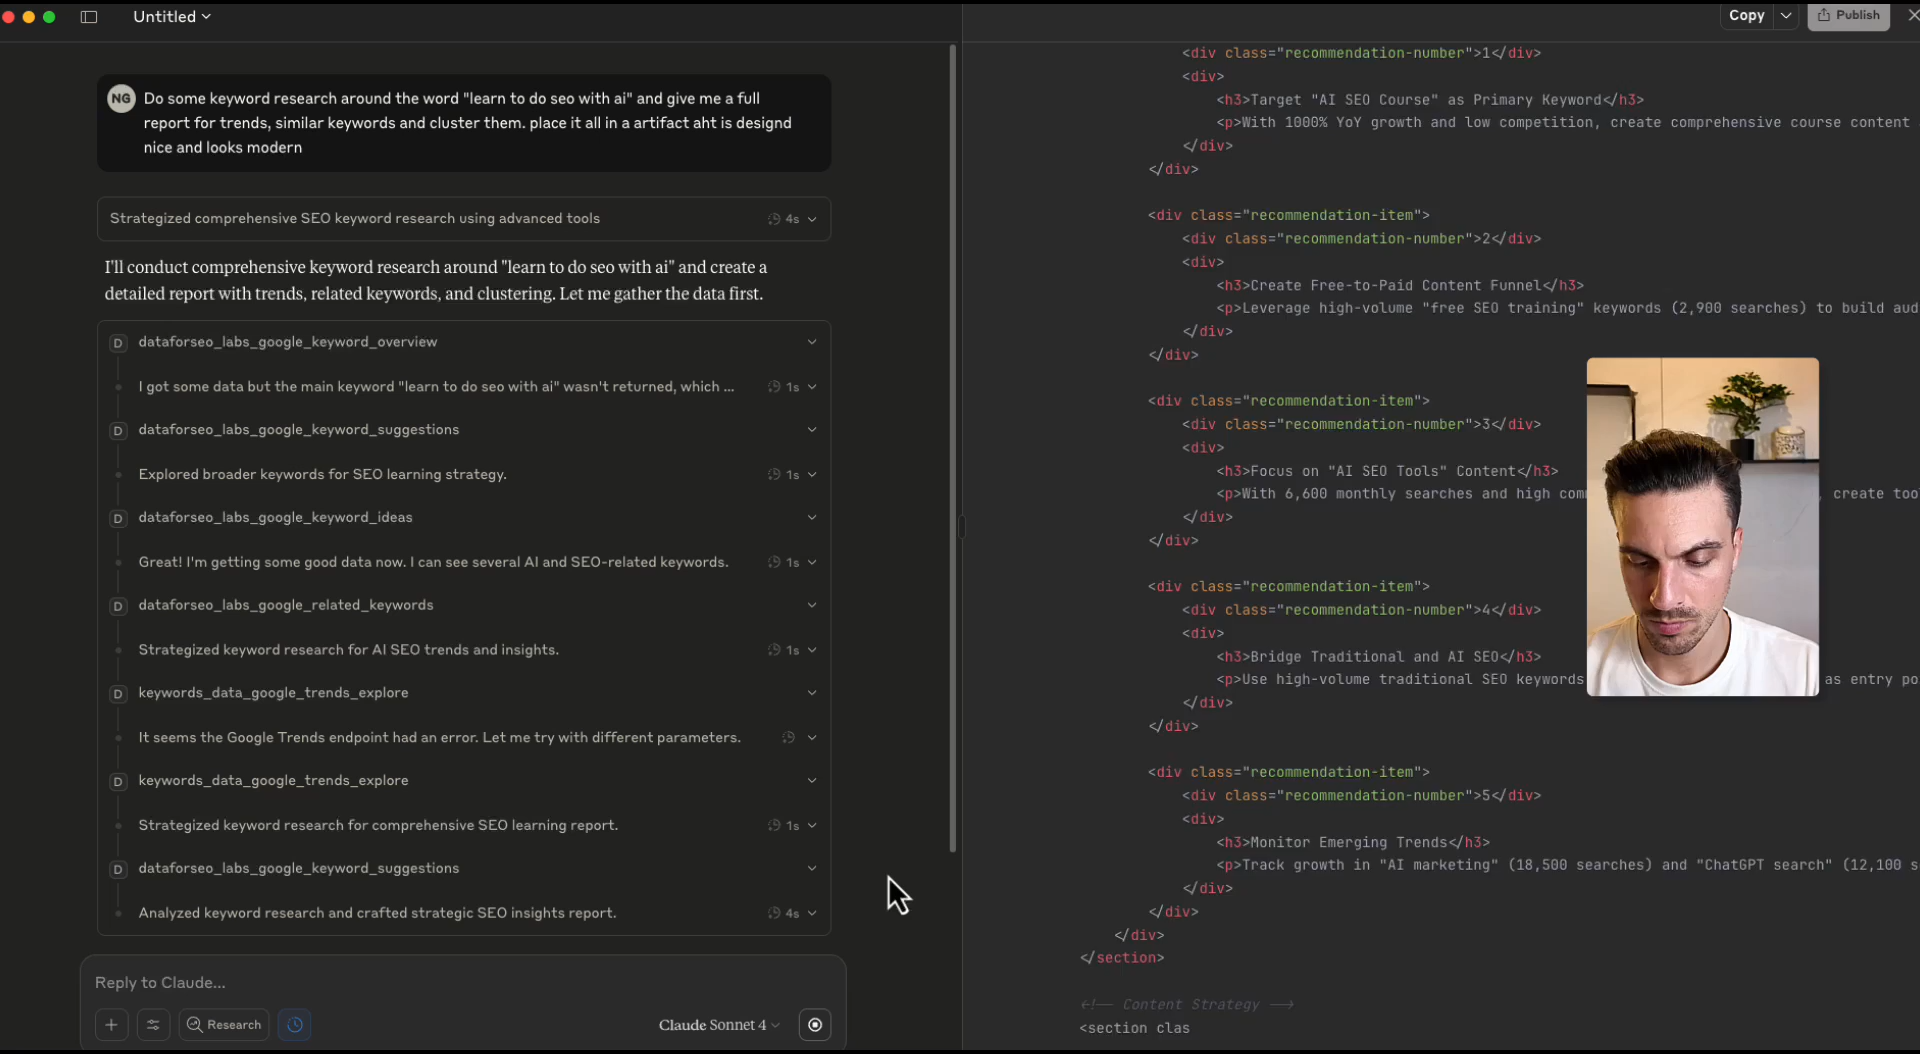 Untitled
Copy
Publish
NG
Do some keyword research around the word "learn to do seo with ai" and give me a full
report for trends, similar keywords and cluster them. place it all in a artifact aht is designd
nice and looks modern
Strategized comprehensive SEO keyword research using advanced tools
4s
I'll conduct comprehensive keyword research around "learn to do seo with ai" and create a
detailed report with trends, related keywords, and clustering. Let me gather the data first.
D dataforseo_labs_google_keyword_overview
I got some data but the main keyword "learn to do seo with ai" wasn't returned, which ... 1s
D dataforseo_labs_google_keyword_suggestions
Explored broader keywords for SEO learning strategy. 1s
D dataforseo_labs_google_keyword_ideas
Great! I'm getting some good data now. I can see several AI and SEO-related keywords. 1s
D dataforseo_labs_google_related_keywords
Strategized keyword research for AI SEO trends and insights. 1s
D keywords_data_google_trends_explore
It seems the Google Trends endpoint had an error. Let me try with different parameters.
D keywords_data_google_trends_explore
Strategized keyword research for comprehensive SEO learning report. 1s
D dataforseo_labs_google_keyword_suggestions
Analyzed keyword research and crafted strategic SEO insights report. 4s
Reply to Claude...
Research
Claude Sonnet 4
<div class="recommendation-number">1</div>
<div>
<h3>Target "AI SEO Course" as Primary Keyword</h3>
<p>With 1000% YoY growth and low competition, create comprehensive course content
</div>
</div>
<div class="recommendation-item">
<div class="recommendation-number">2</div>
<div>
<h3>Create Free-to-Paid Content Funnel</h3>
<p>Leverage high-volume "free SEO training" keywords (2,900 searches) to build aud
</div>
</div>
<div class="recommendation-item">
<div class="recommendation-number">3</div>
<div>
<h3>Focus on "AI SEO Tools" Content</h3>
<p>With 6,600 monthly searches and high com , create too
</div>
</div>
<div class="recommendation-item">
<div class="recommendation-number">4</div>
<div>
<h3>Bridge Traditional and AI SEO</h3>
<p>Use high-volume traditional SEO keywords as entry po
</div>
</div>
<div class="recommendation-item">
<div class="recommendation-number">5</div>
<div>
<h3>Monitor Emerging Trends</h3>
<p>Track growth in "AI marketing" (18,500 searches) and "ChatGPT search" (12,100 s
</div>
</div>
</div>
</section>
<!-- Content Strategy -->
<section clas